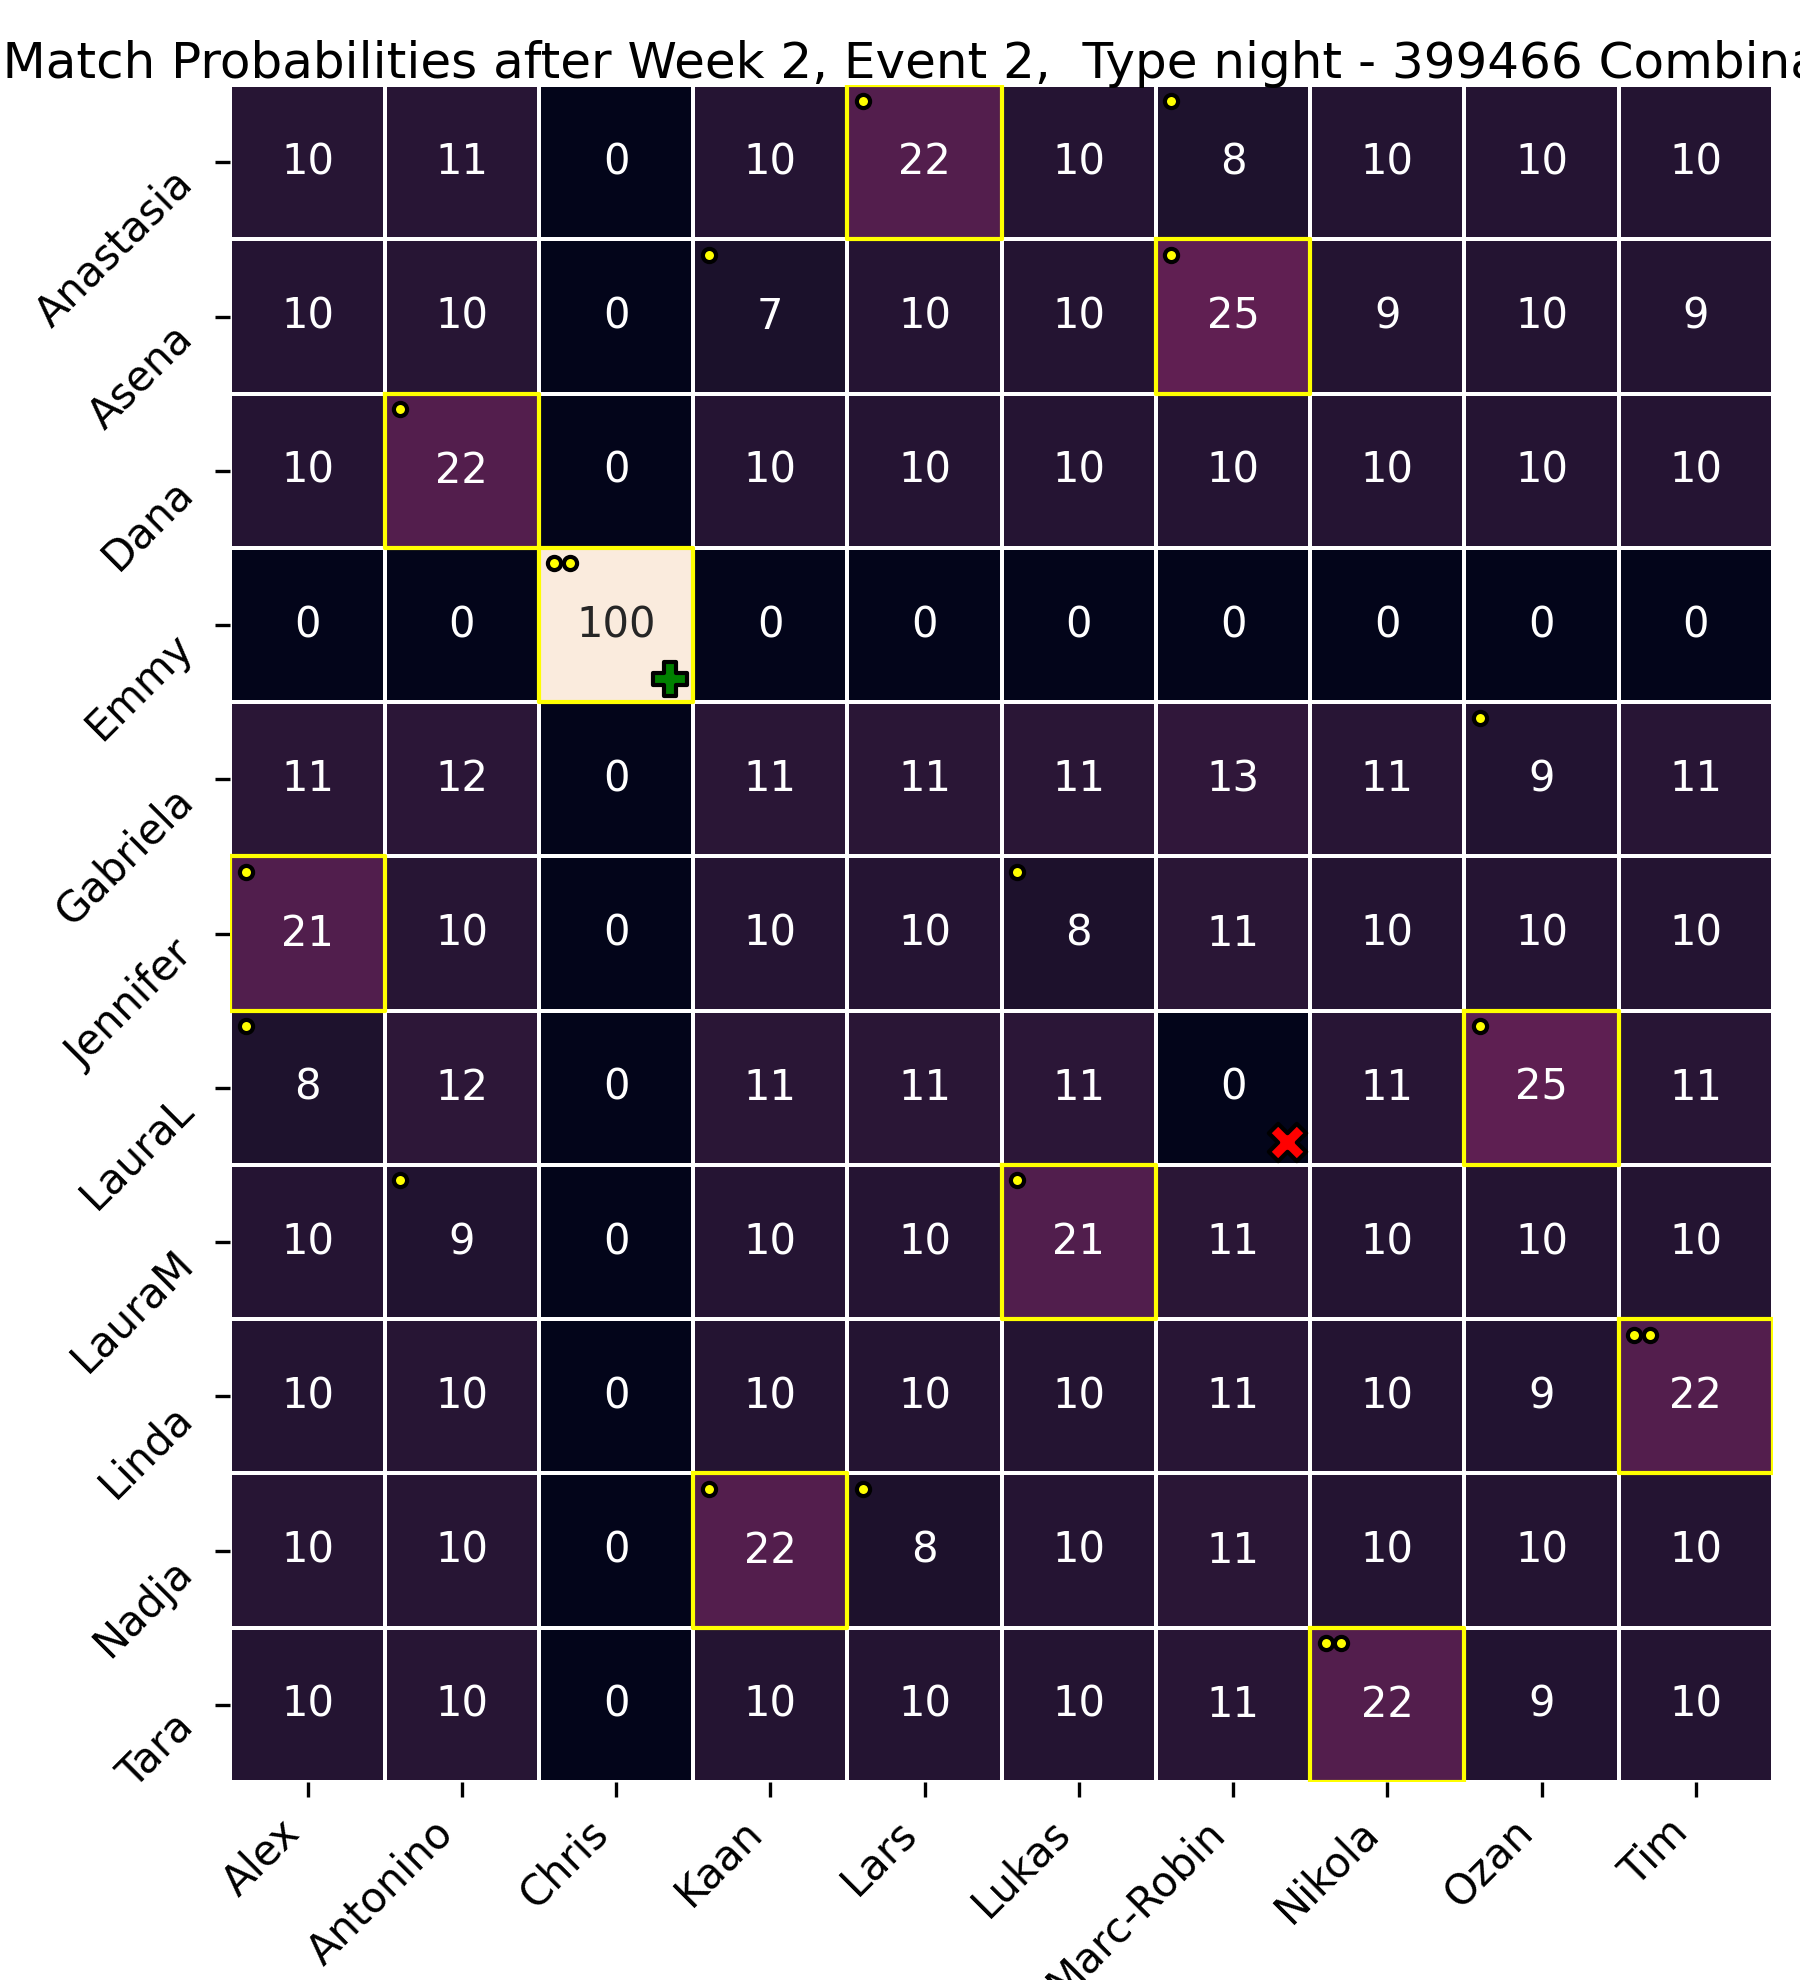 Match Probabilities after Week 2, Event 2,  Type night - 399466 Combina
Anastasia 10 11 0 10 22 10 8 10 10 10
Asena 10 10 0 7 10 10 25 9 10 9
Dana 10 22 0 10 10 10 10 10 10 10
Emmy 0 0 100 0 0 0 0 0 0 0
Gabriela 11 12 0 11 11 11 13 11 9 11
Jennifer 21 10 0 10 10 8 11 10 10 10
LauraL 8 12 0 11 11 11 0 11 25 11
LauraM 10 9 0 10 10 21 11 10 10 10
Linda 10 10 0 10 10 10 11 10 9 22
Nadja 10 10 0 22 8 10 11 10 10 10
Tara 10 10 0 10 10 10 11 22 9 10
Alex Antonino Chris Kaan Lars Lukas Marc-Robin Nikola Ozan Tim